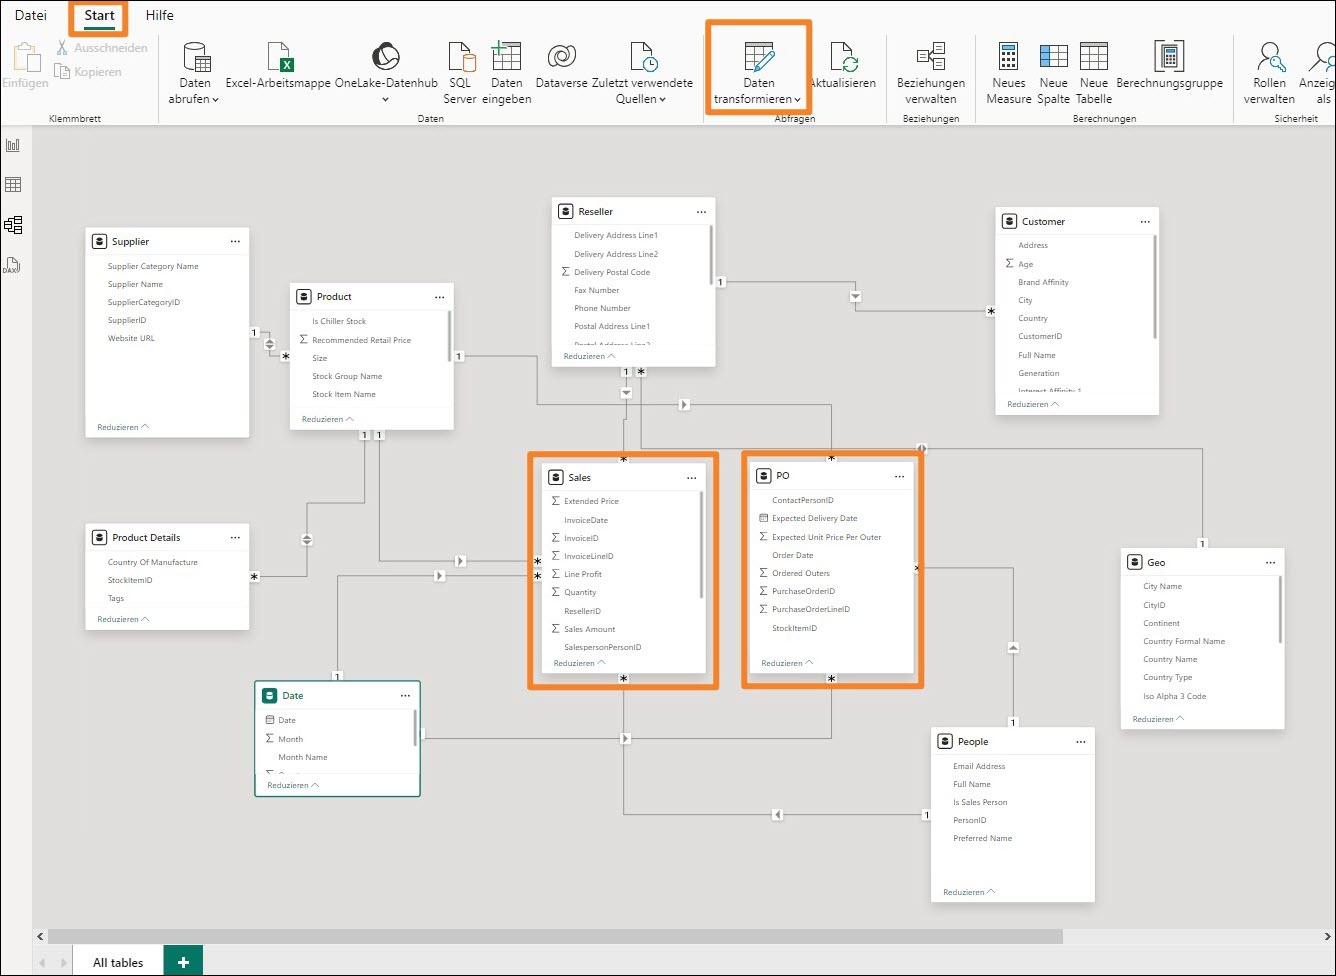 Datei Start Hilfe
Einfügen
Ausschneiden
Kopieren
Klemmbrett
Daten
abrufen
Excel-Arbeitsmappe
OneLake-Datenhub
SQL
Server
Daten
eingeben
Dataverse
Zuletzt verwendete
Quellen
Daten
Daten
transformieren
Aktualisieren
Abfragen
Beziehungen
verwalten
Beziehungen
Neues
Measure
Neue
Spalte
Neue
Tabelle
Berechnungsgruppe
Berechnungen
Rollen
verwalten
Anzeig
als
Sicherheit
DAX
Supplier
Supplier Category Name
Supplier Name
SupplierCategoryID
SupplierID
Website URL
Reduzieren
Product
Is Chiller Stock
Recommended Retail Price
Size
Stock Group Name
Stock Item Name
Reduzieren
Reseller
Delivery Address Line1
Delivery Address Line2
Delivery Postal Code
Fax Number
Phone Number
Postal Address Line1
Postal Address Line2
Reduzieren
Customer
Address
Age
Brand Affinity
City
Country
CustomerID
Full Name
Generation
Interest Affinity 1
Reduzieren
Product Details
Country Of Manufacture
StockItemID
Tags
Reduzieren
Sales
Extended Price
InvoiceDate
InvoiceID
InvoiceLineID
Line Profit
Quantity
ResellerID
Sales Amount
SalespersonPersonID
Reduzieren
PO
ContactPersonID
Expected Delivery Date
Expected Unit Price Per Outer
Order Date
Ordered Outers
PurchaseOrderID
PurchaseOrderLineID
StockItemID
Reduzieren
Geo
City Name
CityID
Continent
Country Formal Name
Country Name
Country Type
Iso Alpha 3 Code
Reduzieren
Date
Date
Month
Month Name
Reduzieren
People
Email Address
Full Name
Is Sales Person
PersonID
Preferred Name
Reduzieren
1
*
1
1
*
1
*
1
1
*
*
*
*
*
1
*
1
*
*
1
1
All tables +